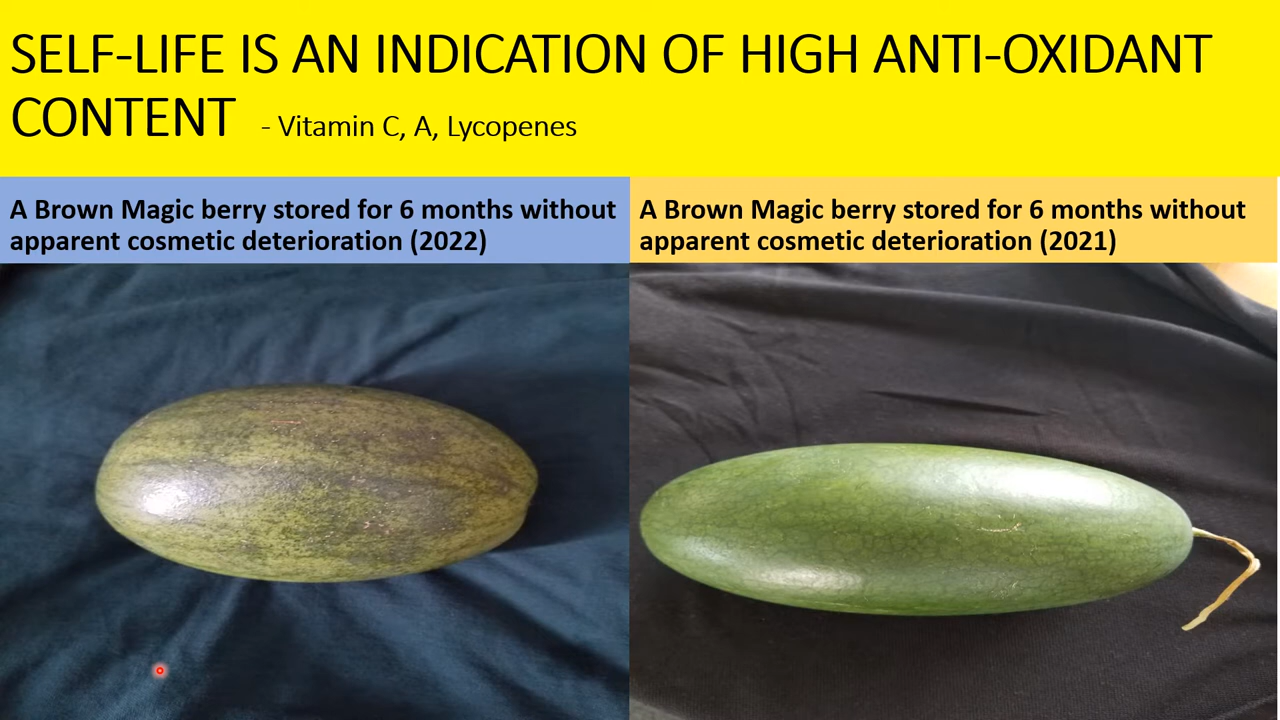 SELF-LIFE IS AN INDICATION OF HIGH ANTI-OXIDANT
CONTENT - Vitamin C, A, Lycopenes
A Brown Magic berry stored for 6 months without
apparent cosmetic deterioration (2022)
A Brown Magic berry stored for 6 months without
apparent cosmetic deterioration (2021)